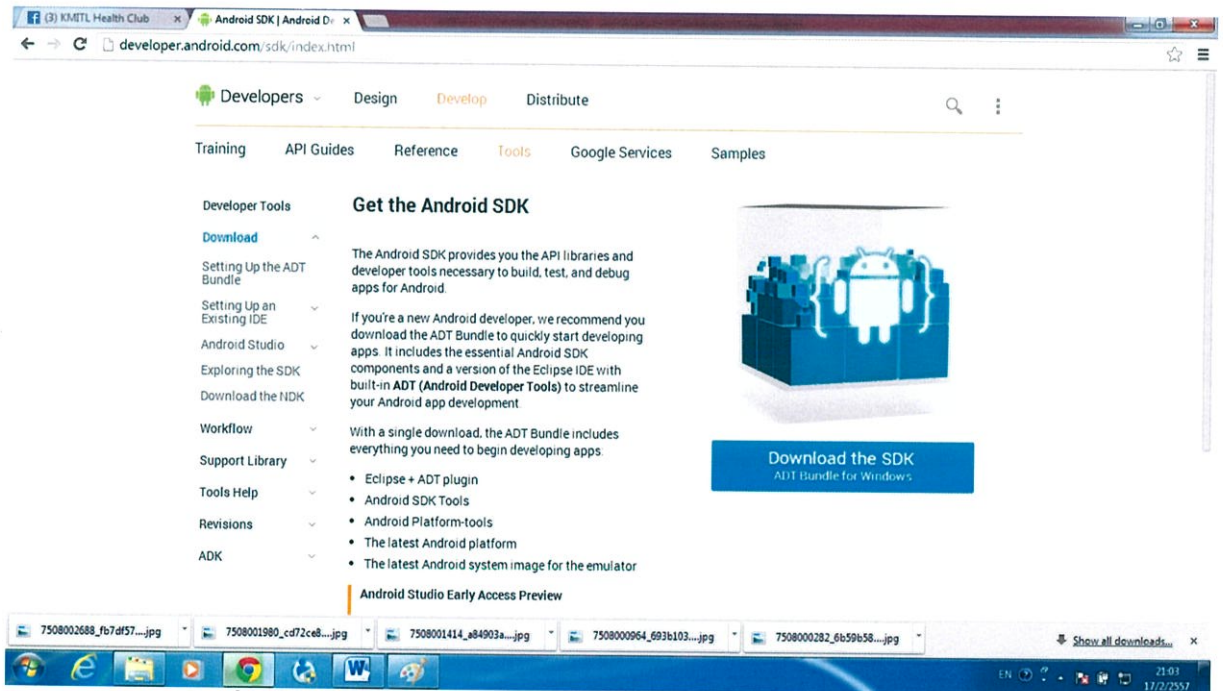 (3) KMITL Health Club × Android SDK | Android De ×
developer.android.com/sdk/index.html
Developers Design Develop Distribute
Training API Guides Reference Tools Google Services Samples
Developer Tools
Download
Setting Up the ADT
Bundle
Setting Up an
Existing IDE
Android Studio
Exploring the SDK
Download the NDK
Workflow
Support Library
Tools Help
Revisions
ADK
Get the Android SDK
The Android SDK provides you the API libraries and
developer tools necessary to build, test, and debug
apps for Android.
If you're a new Android developer, we recommend you
download the ADT Bundle to quickly start developing
apps. It includes the essential Android SDK
components and a version of the Eclipse IDE with
built-in ADT (Android Developer Tools) to streamline
your Android app development.
With a single download, the ADT Bundle includes
everything you need to begin developing apps:
• Eclipse + ADT plugin
• Android SDK Tools
• Android Platform-tools
• The latest Android platform
• The latest Android system image for the emulator
Android Studio Early Access Preview
{ }
Download the SDK
ADT Bundle for Windows
7508002688_fb7df57....jpg 7508001980_cd72ce8....jpg 7508001414_a84903a....jpg 7508000964_693b103....jpg 7508000282_6b59b58....jpg Show all downloads... ×
W EN 21:03
17/2/2557